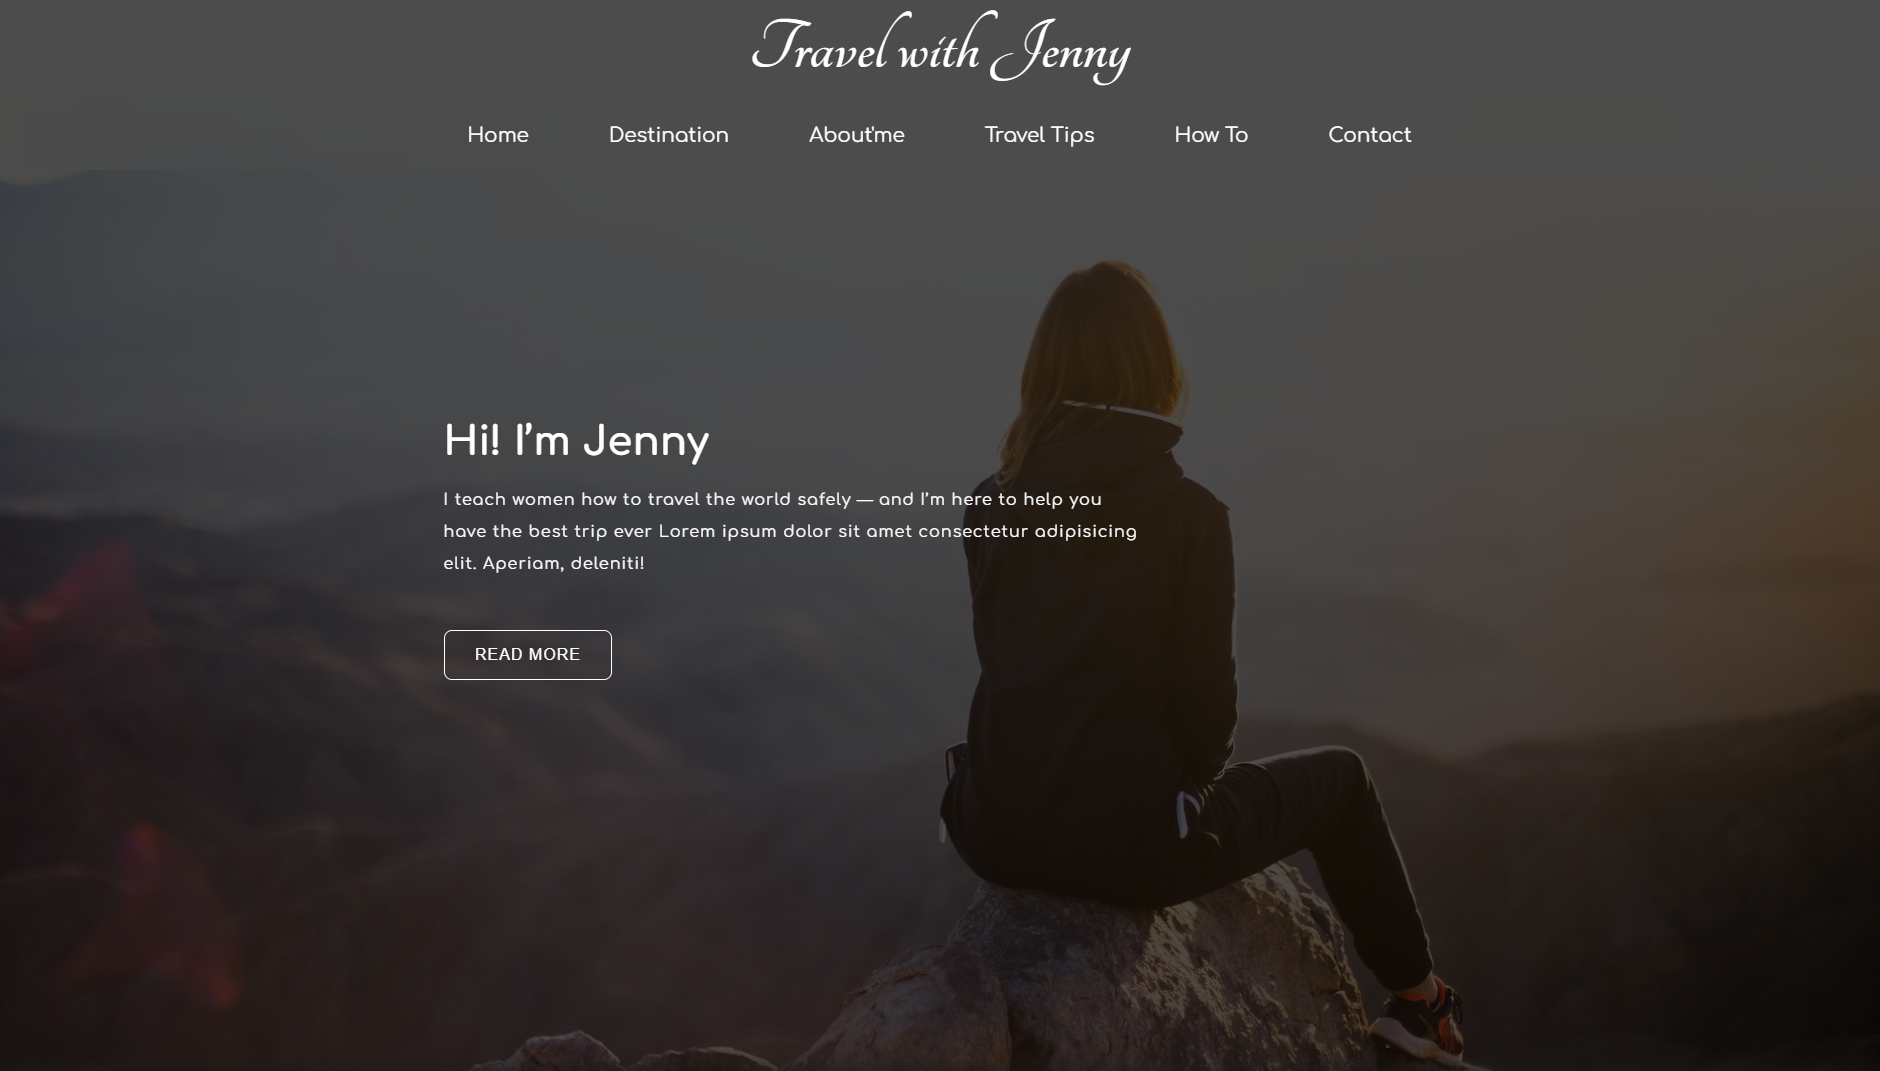 Travel with Jenny
Home Destination About'me Travel Tips How To Contact
Hi! I’m Jenny
I teach women how to travel the world safely — and I’m here to help you
have the best trip ever Lorem ipsum dolor sit amet consectetur adipisicing
elit. Aperiam, deleniti!
READ MORE